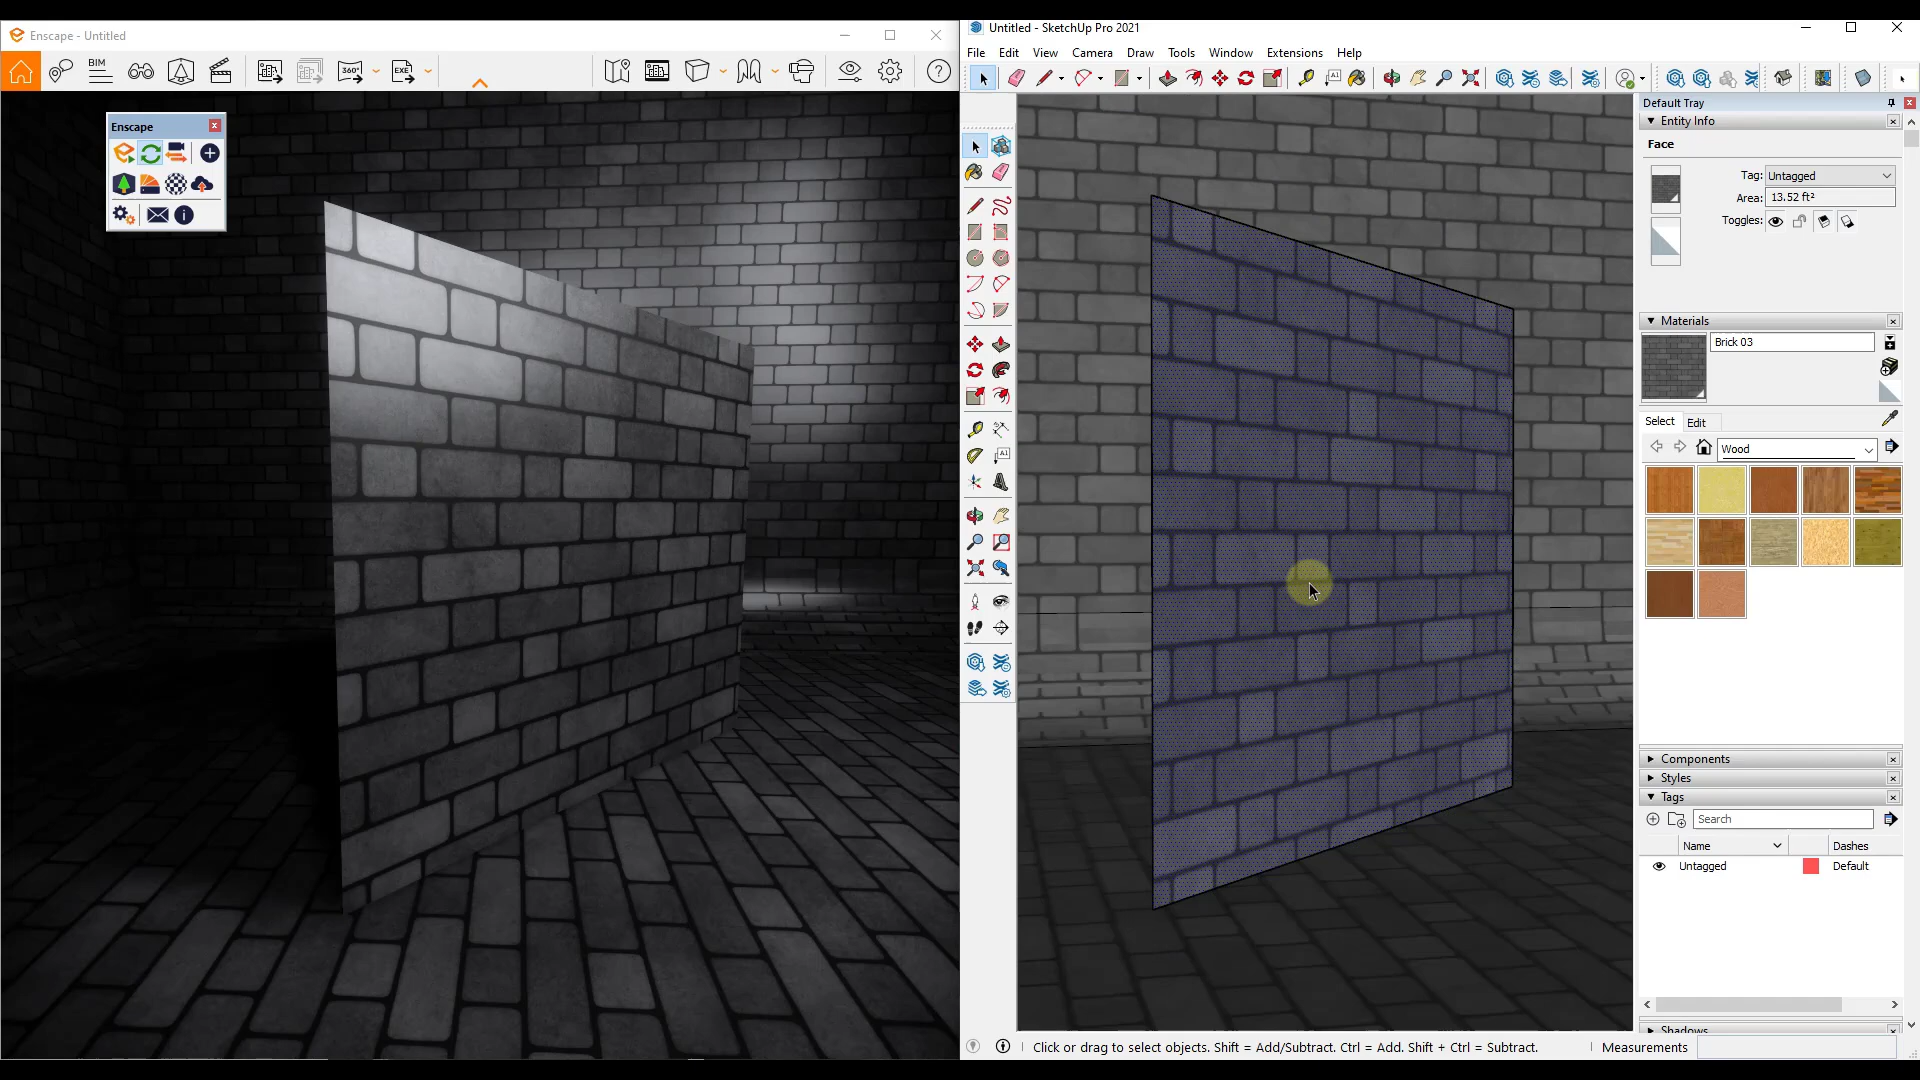 Enscape - Untitled
BIM
360°
EXE
Enscape
Untitled - SketchUp Pro 2021
File Edit View Camera Draw Tools Window Extensions Help
Default Tray
Entity Info
Face
Tag: Untagged
Area: 13.52 ft²
Toggles:
Materials
Brick 03
Select Edit
Wood
Components
Styles
Tags
Search
Name Dashes
Untagged Default
Shadows
Click or drag to select objects. Shift = Add/Subtract. Ctrl = Add. Shift + Ctrl = Subtract.
Measurements